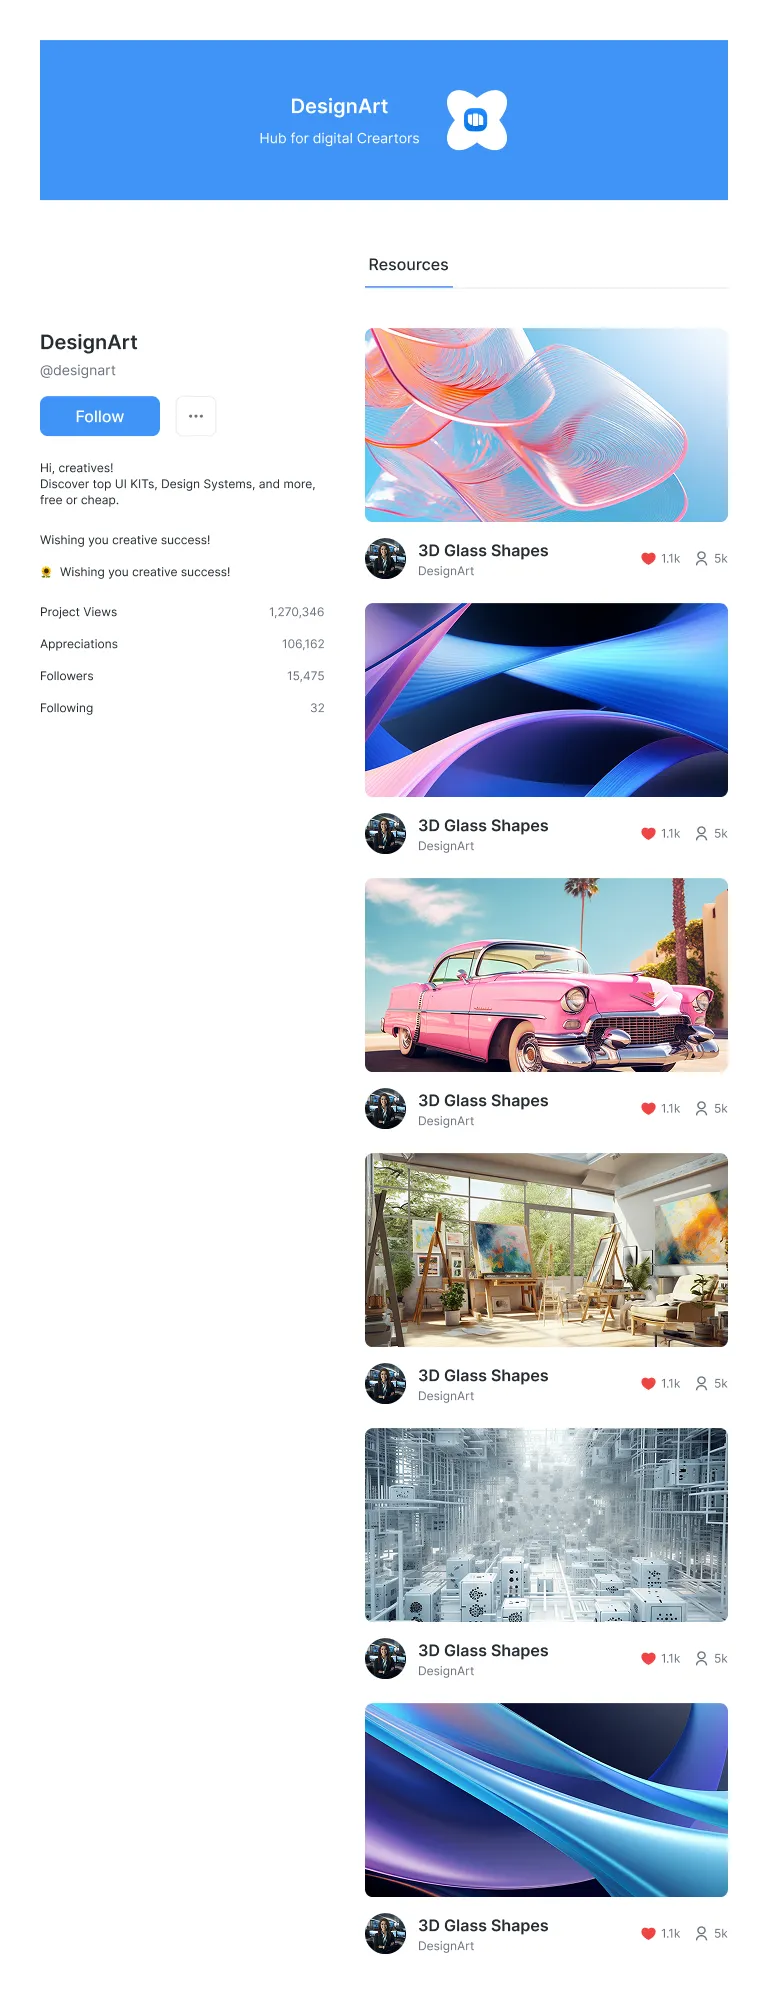 DesignArt
Hub for digital Creartors
Resources
DesignArt
@designart
Follow
Hi, creatives!
Discover top UI KITs, Design Systems, and more,
free or cheap.
Wishing you creative success!
🌻 Wishing you creative success!
Project Views 1,270,346
Appreciations 106,162
Followers 15,475
Following 32
3D Glass Shapes
DesignArt
1.1k 5k
3D Glass Shapes
DesignArt
1.1k 5k
3D Glass Shapes
DesignArt
1.1k 5k
3D Glass Shapes
DesignArt
1.1k 5k
3D Glass Shapes
DesignArt
1.1k 5k
3D Glass Shapes
DesignArt
1.1k 5k